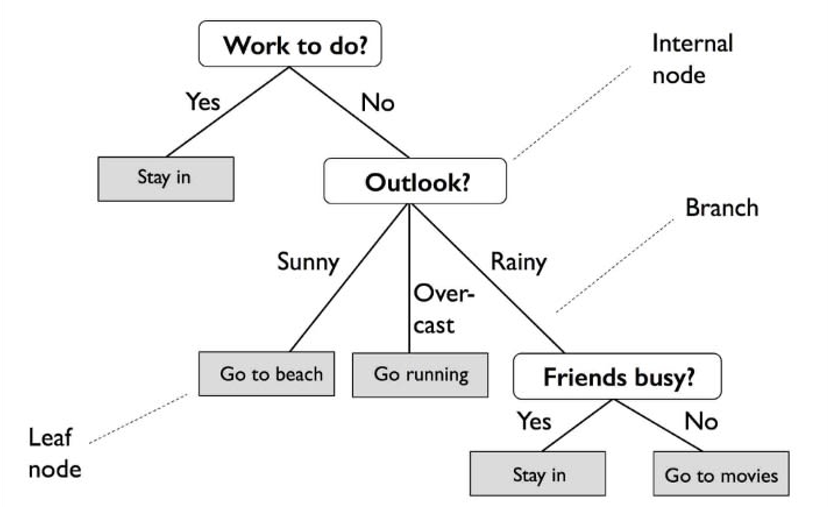 Work to do?
Internal
node
Yes
No
Stay in
Outlook?
Branch
Sunny
Rainy
Over-
cast
Go to beach
Go running
Friends busy?
Leaf
node
Yes
No
Stay in
Go to movies